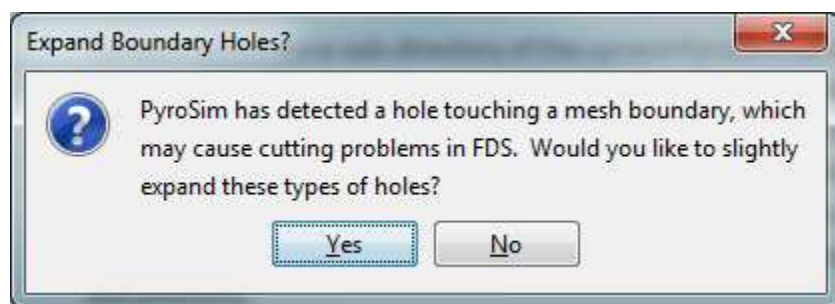 Expand Boundary Holes?
PyroSim has detected a hole touching a mesh boundary, which
may cause cutting problems in FDS. Would you like to slightly
expand these types of holes?
Yes No